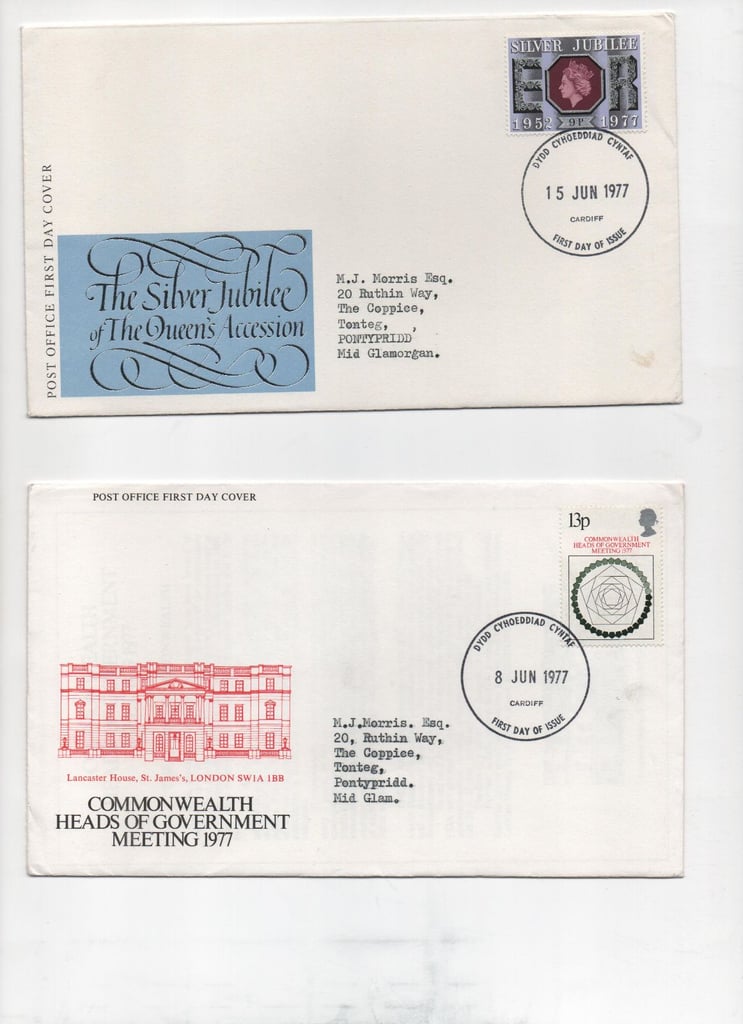 SILVER JUBILEE
E R
1952 9P 1977
DYDD CYHOEDDIAD CYNTAF
15 JUN 1977
CARDIFF
FIRST DAY OF ISSUE
POST OFFICE FIRST DAY COVER
The Silver Jubilee
of The Queen's Accession
M.J. Morris Esq.
20 Ruthin Way,
The Coppice,
Tonteg, ,
PONTYPRIDD
Mid Glamorgan.
POST OFFICE FIRST DAY COVER
13p
COMMONWEALTH
HEADS OF GOVERNMENT
MEETING 1977
DYDD CYHOEDDIAD CYNTAF
8 JUN 1977
CARDIFF
FIRST DAY OF ISSUE
Lancaster House, St. James's, LONDON SW1A 1BB
COMMONWEALTH
HEADS OF GOVERNMENT
MEETING 1977
M.J.Morris. Esq.
20, Ruthin Way,
The Coppice,
Tonteg,
Pontypridd.
Mid Glam.